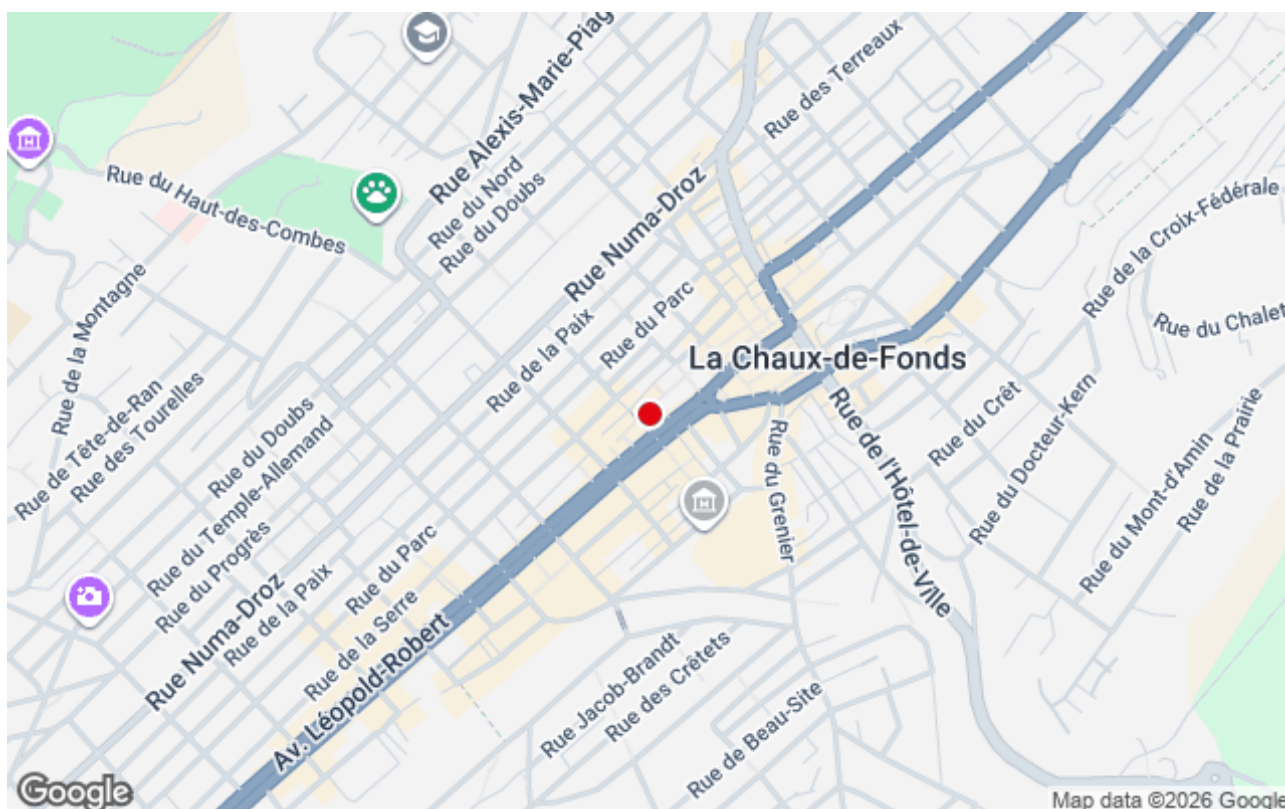 Rue Alexis-Marie-Piag
Rue des Terreaux
Rue du Haut-des-Combes
Rue du Nord
Rue du Doubs
Rue Numa-Droz
Rue de la Croix-Fédérale
Rue de la Montagne
Rue du Parc
Rue du Chalet
Rue de la Paix
La Chaux-de-Fonds
Rue de Tête-de-Ran
Rue des Tourelles
Rue du Doubs
Rue du Temple-Allemand
Rue du Progrès
Rue du Crêt
Rue du Docteur-Kern
Rue de l'Hôtel-de-Ville
Rue du Grenier
Rue du Mont-d'Amin
Rue de la Prairie
Rue Numa-Droz
Rue de la Paix
Rue du Parc
Rue de la Serre
Av. Léopold-Robert
Rue Jacob-Brandt
Rue des Crêtets
Rue de Beau-Site
Google
Map data ©2026 Google